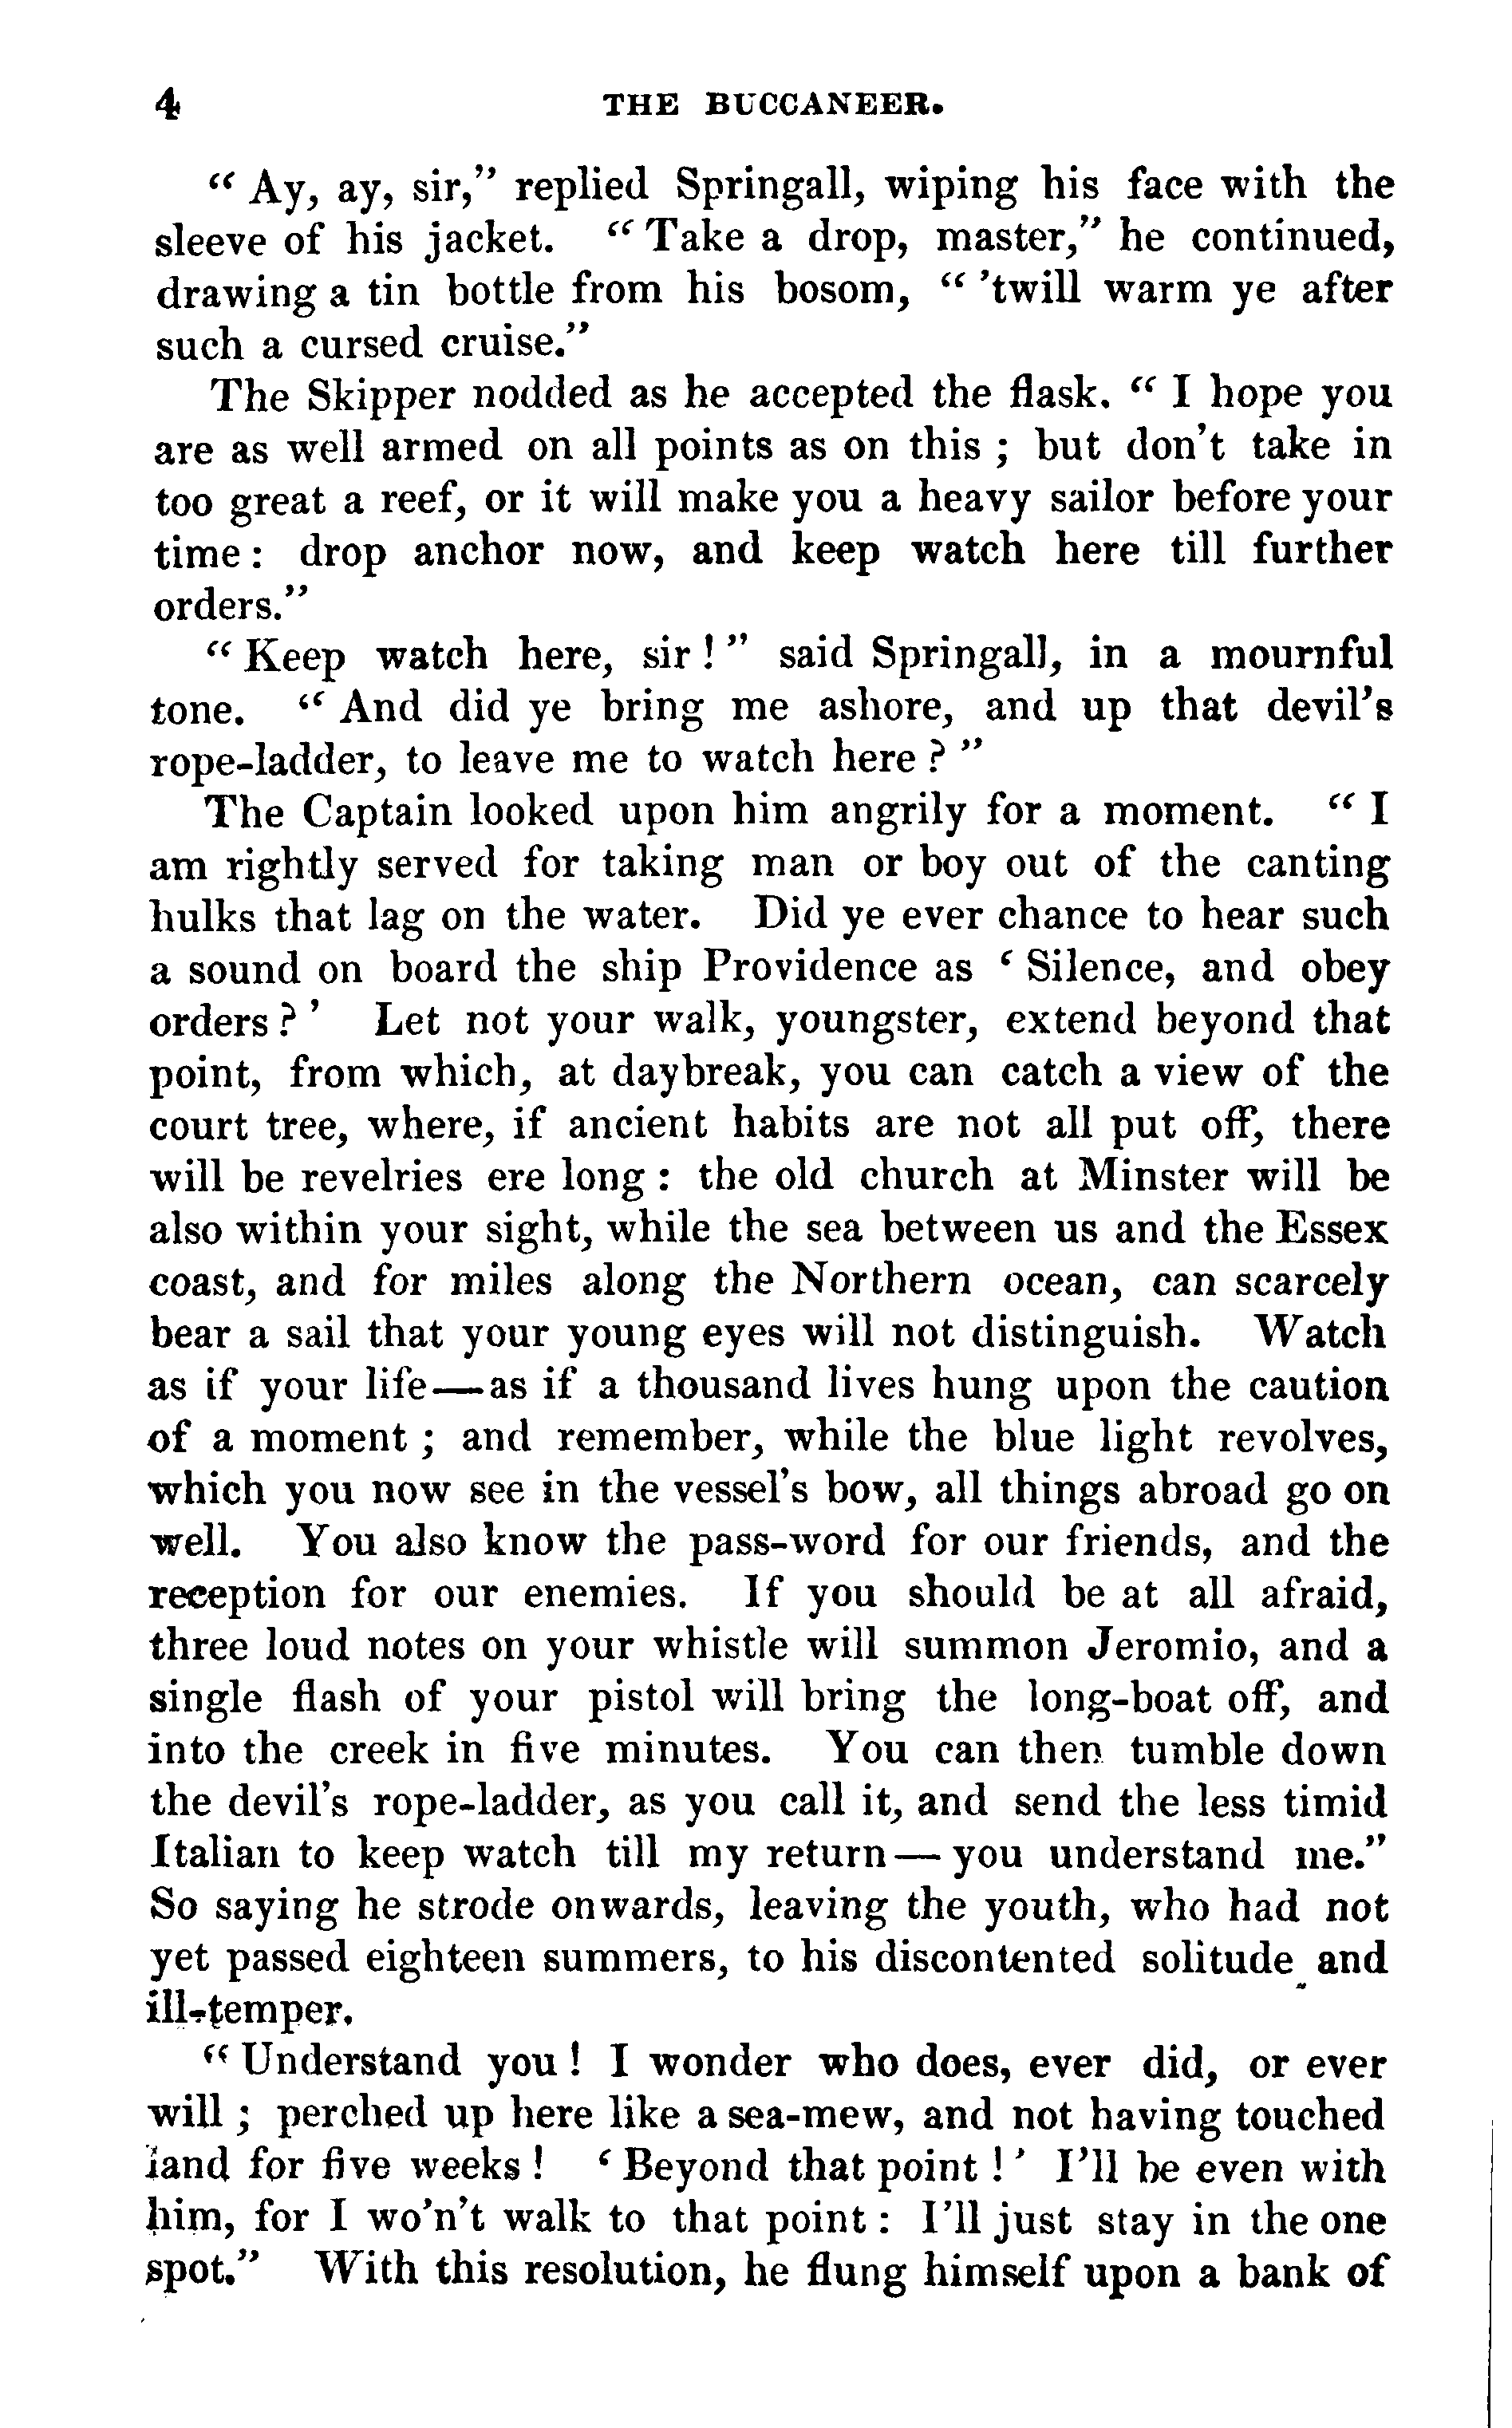 4 THE BUCCANEER.
" Ay, ay, sir," replied Springall, wiping his face with the
sleeve of his jacket. " Take a drop, master," he continued,
drawing a tin bottle from his bosom, " 'twill warm ye after
such a cursed cruise."
The Skipper nodded as he accepted the flask. " I hope you
are as well armed on all points as on this ; but don't take in
too great a reef, or it will make you a heavy sailor before your
time : drop anchor now, and keep watch here till further
orders."
" Keep watch here, sir ! " said Springall, in a mournful
tone. " And did ye bring me ashore, and up that devil's
rope-ladder, to leave me to watch here ? "
The Captain looked upon him angrily for a moment. " I
am rightly served for taking man or boy out of the canting
hulks that lag on the water. Did ye ever chance to hear such
a sound on board the ship Providence as ' Silence, and obey
orders ? ' Let not your walk, youngster, extend beyond that
point, from which, at daybreak, you can catch a view of the
court tree, where, if ancient habits are not all put off, there
will be revelries ere long : the old church at Minster will be
also within your sight, while the sea between us and the Essex
coast, and for miles along the Northern ocean, can scarcely
bear a sail that your young eyes will not distinguish. Watch
as if your life—as if a thousand lives hung upon the caution
of a moment ; and remember, while the blue light revolves,
which you now see in the vessel's bow, all things abroad go on
well. You also know the pass-word for our friends, and the
reception for our enemies. If you should be at all afraid,
three loud notes on your whistle will summon Jeromio, and a
single flash of your pistol will bring the long-boat off, and
into the creek in five minutes. You can then tumble down
the devil's rope-ladder, as you call it, and send the less timid
Italian to keep watch till my return — you understand me."
So saying he strode onwards, leaving the youth, who had not
yet passed eighteen summers, to his discontented solitude and
ill-temper.
" Understand you ! I wonder who does, ever did, or ever
will ; perched up here like a sea-mew, and not having touched
land for five weeks ! ' Beyond that point ! ' I'll be even with
him, for I wo'n't walk to that point : I'll just stay in the one
spot." With this resolution, he flung himself upon a bank of